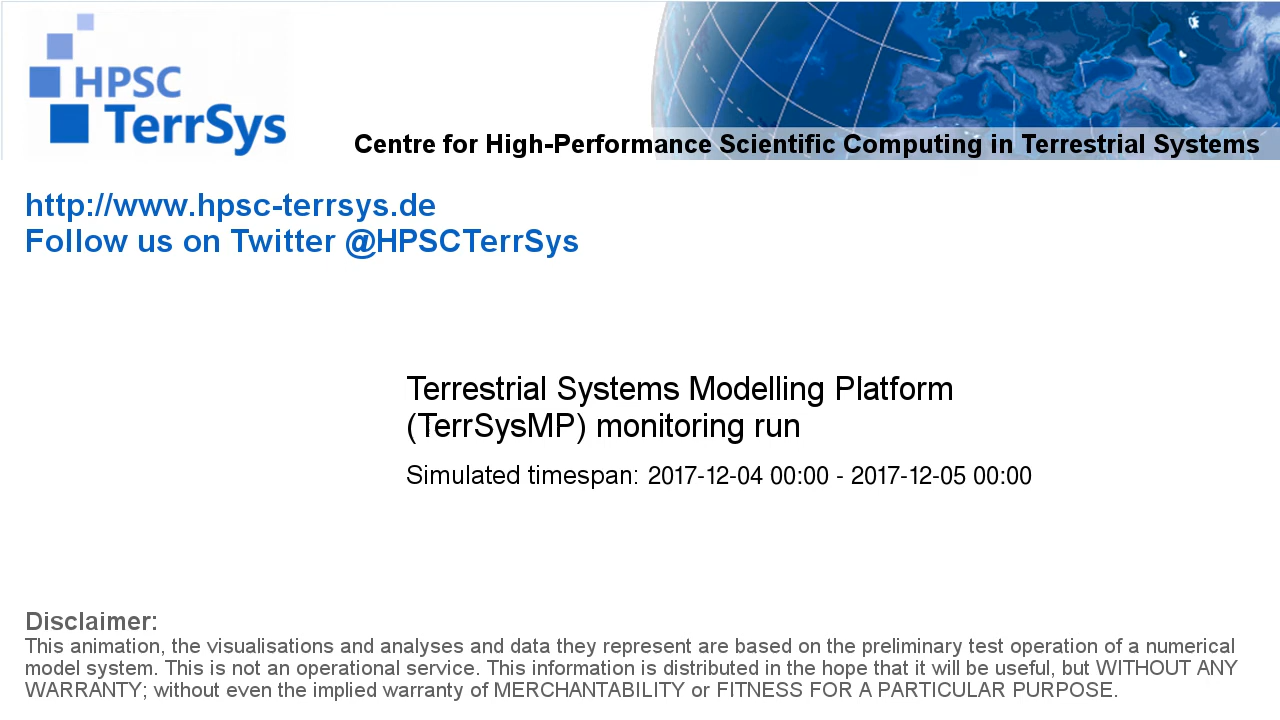 HPSC
TerrSys
Centre for High-Performance Scientific Computing in Terrestrial Systems
http://www.hpsc-terrsys.de
Follow us on Twitter @HPSCTerrSys
Terrestrial Systems Modelling Platform
(TerrSysMP) monitoring run
Simulated timespan: 2017-12-04 00:00 - 2017-12-05 00:00
Disclaimer:
This animation, the visualisations and analyses and data they represent are based on the preliminary test operation of a numerical
model system. This is not an operational service. This information is distributed in the hope that it will be useful, but WITHOUT ANY
WARRANTY; without even the implied warranty of MERCHANTABILITY or FITNESS FOR A PARTICULAR PURPOSE.